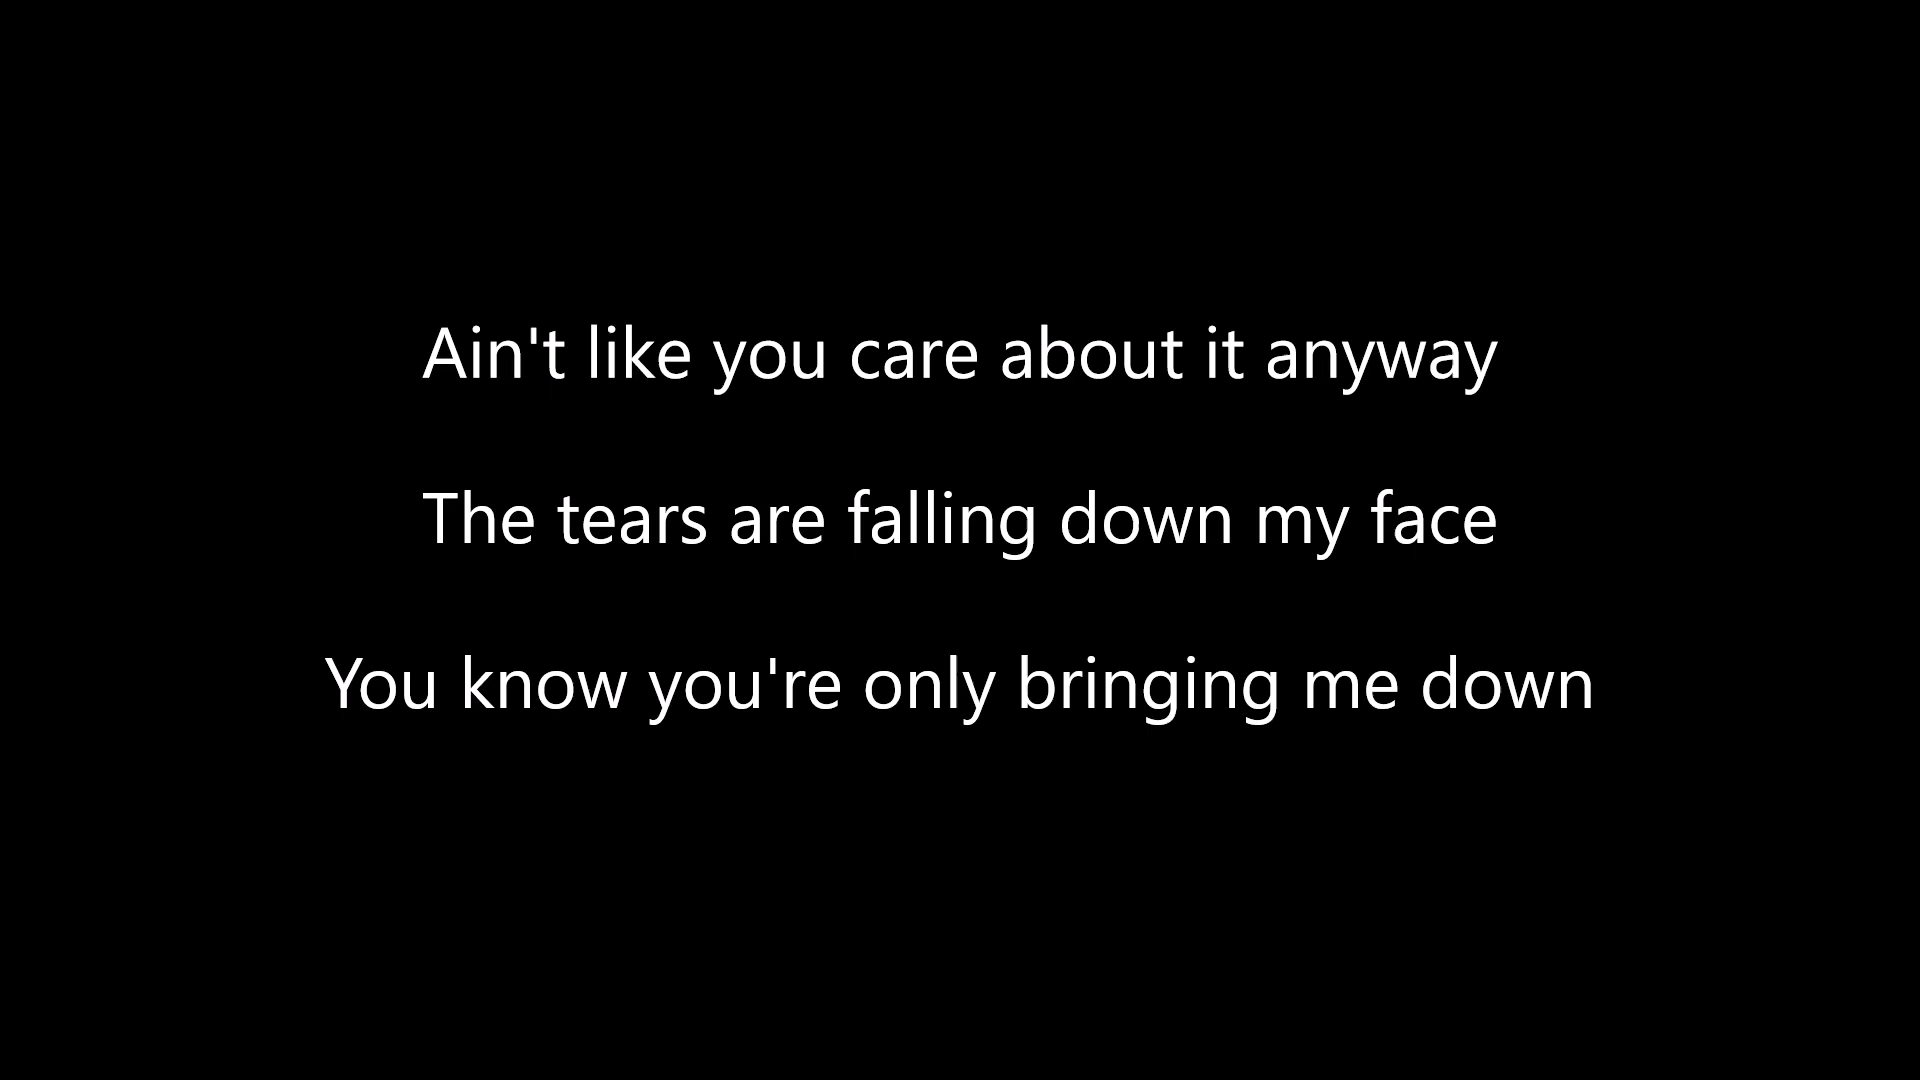 Ain't like you care about it anyway
The tears are falling down my face
You know you're only bringing me down